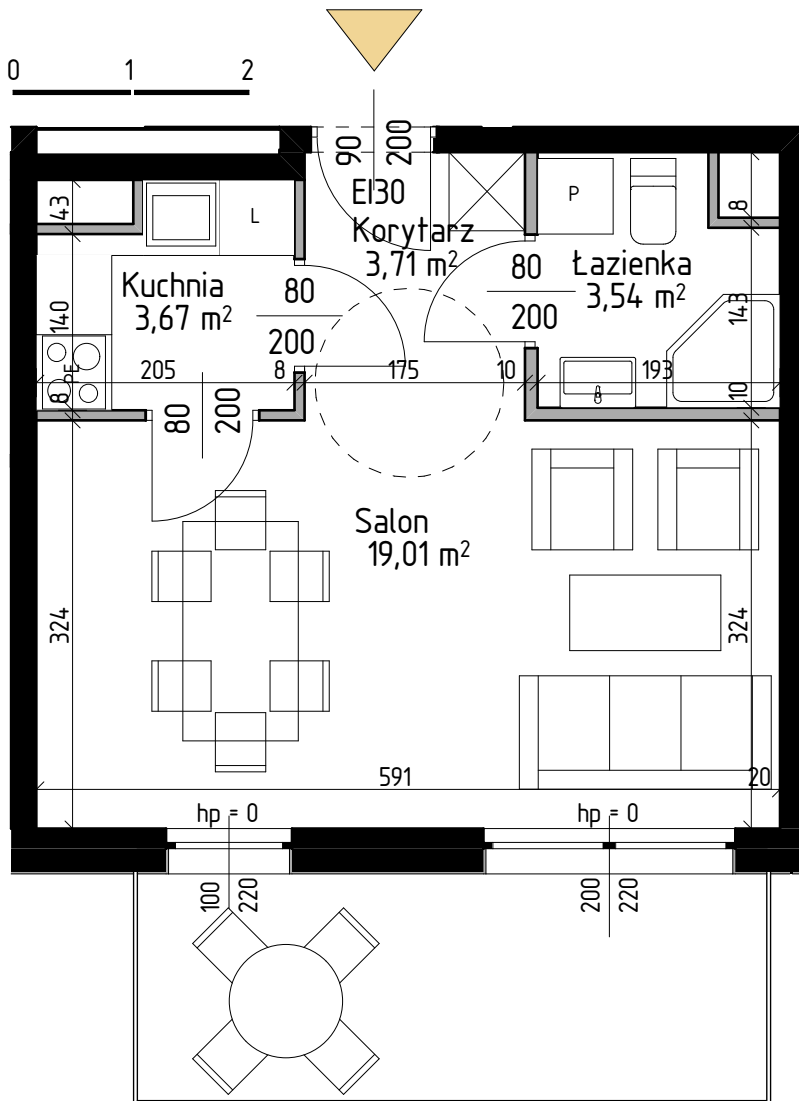 0 1 2
90
200
EI30
Korytarz
3,71 m²
43
L
P
8
Kuchnia
3,67 m²
80
200
80
200
Łazienka
3,54 m²
140
143
PE
205
8
175
10
193
8
10
80
200
Salon
19,01 m²
324
324
591
20
hp = 0
hp = 0
100
220
200
220